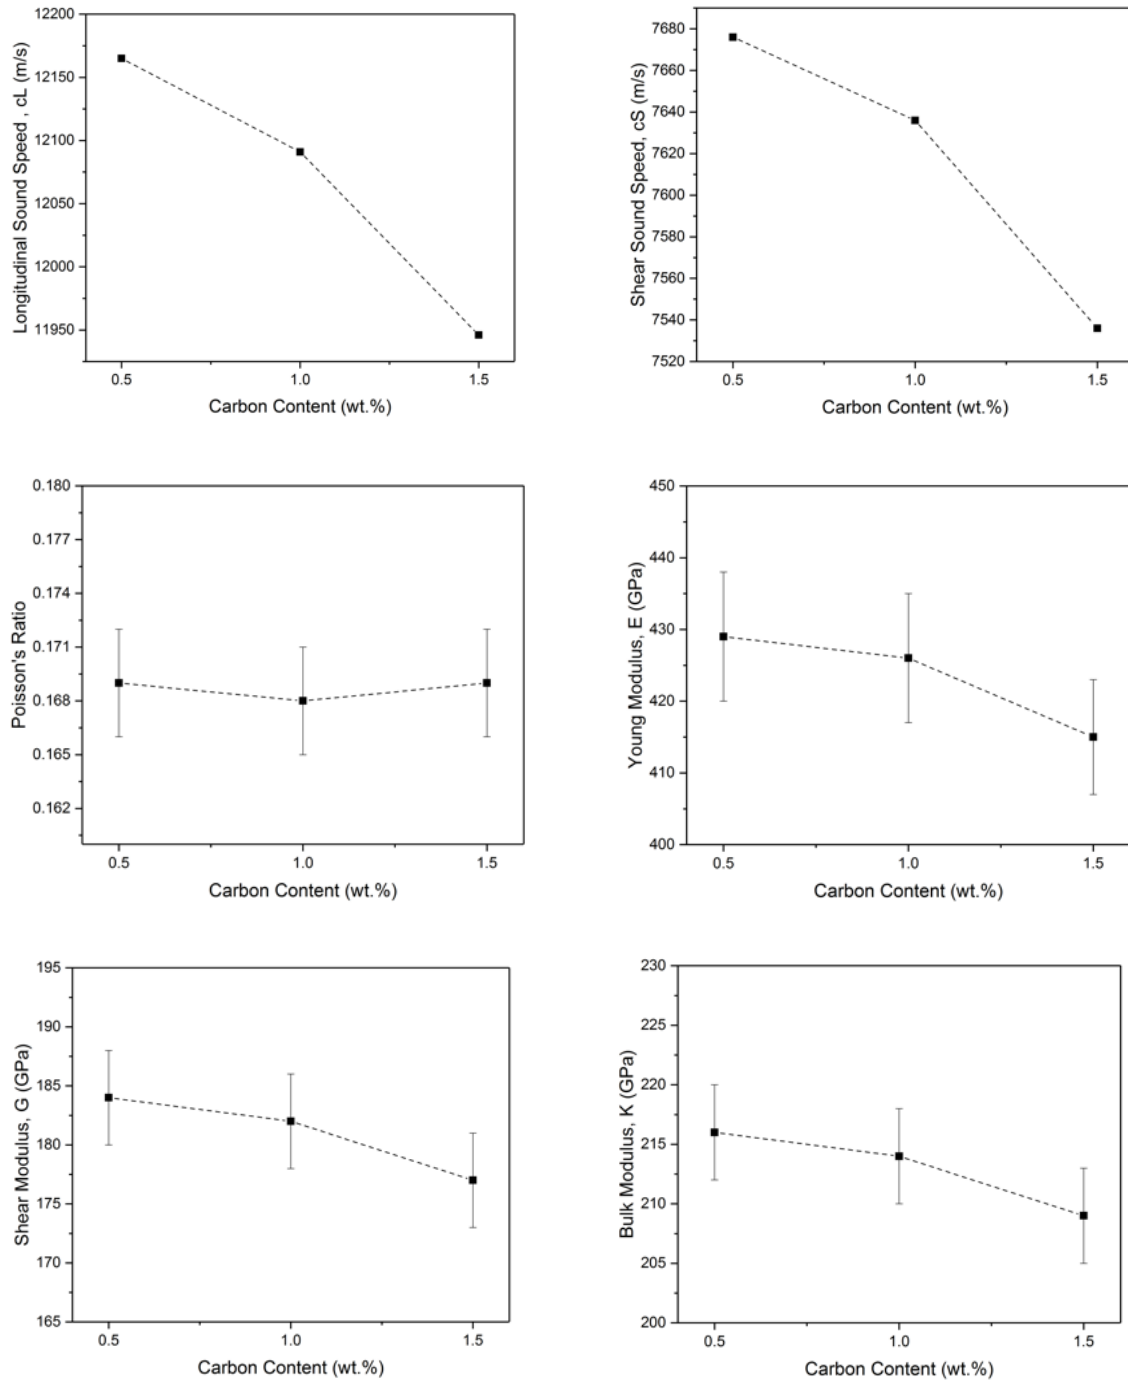 12200
12150
12100
12050
12000
11950
Longitudinal Sound Speed , cL (m/s)
0.5 1.0 1.5
Carbon Content (wt.%)
7680
7660
7640
7620
7600
7580
7560
7540
7520
Shear Sound Speed, cS (m/s)
0.5 1.0 1.5
Carbon Content (wt.%)
0.180
0.177
0.174
0.171
0.168
0.165
0.162
Poisson's Ratio
0.5 1.0 1.5
Carbon Content (wt.%)
450
440
430
420
410
400
Young Modulus, E (GPa)
0.5 1.0 1.5
Carbon Content (wt.%)
195
190
185
180
175
170
165
Shear Modulus, G (GPa)
0.5 1.0 1.5
Carbon Content (wt.%)
230
225
220
215
210
205
200
Bulk Modulus, K (GPa)
0.5 1.0 1.5
Carbon Content (wt.%)